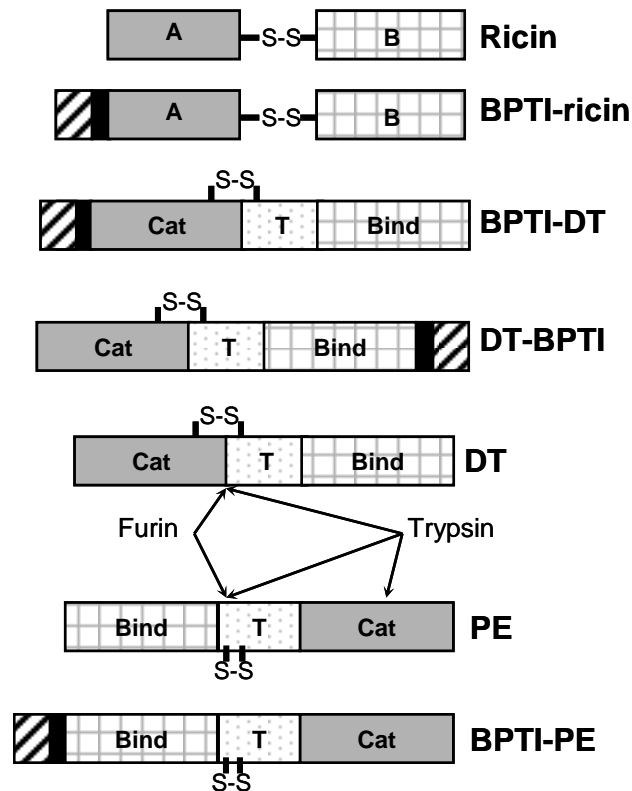 A S-S B Ricin
A S-S B BPTI-ricin
S-S
Cat T Bind BPTI-DT
S-S
Cat T Bind DT-BPTI
S-S
Cat T Bind DT
Furin Trypsin
Bind T Cat PE
S-S
Bind T Cat BPTI-PE
S-S